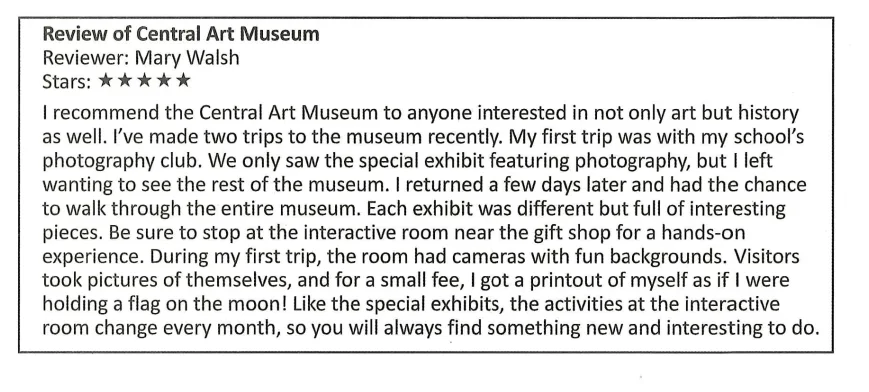 Review of Central Art Museum
Reviewer: Mary Walsh
Stars: ★★★★★
I recommend the Central Art Museum to anyone interested in not only art but history
as well. I've made two trips to the museum recently. My first trip was with my school's
photography club. We only saw the special exhibit featuring photography, but I left
wanting to see the rest of the museum. I returned a few days later and had the chance
to walk through the entire museum. Each exhibit was different but full of interesting
pieces. Be sure to stop at the interactive room near the gift shop for a hands-on
experience. During my first trip, the room had cameras with fun backgrounds. Visitors
took pictures of themselves, and for a small fee, I got a printout of myself as if I were
holding a flag on the moon! Like the special exhibits, the activities at the interactive
room change every month, so you will always find something new and interesting to do.